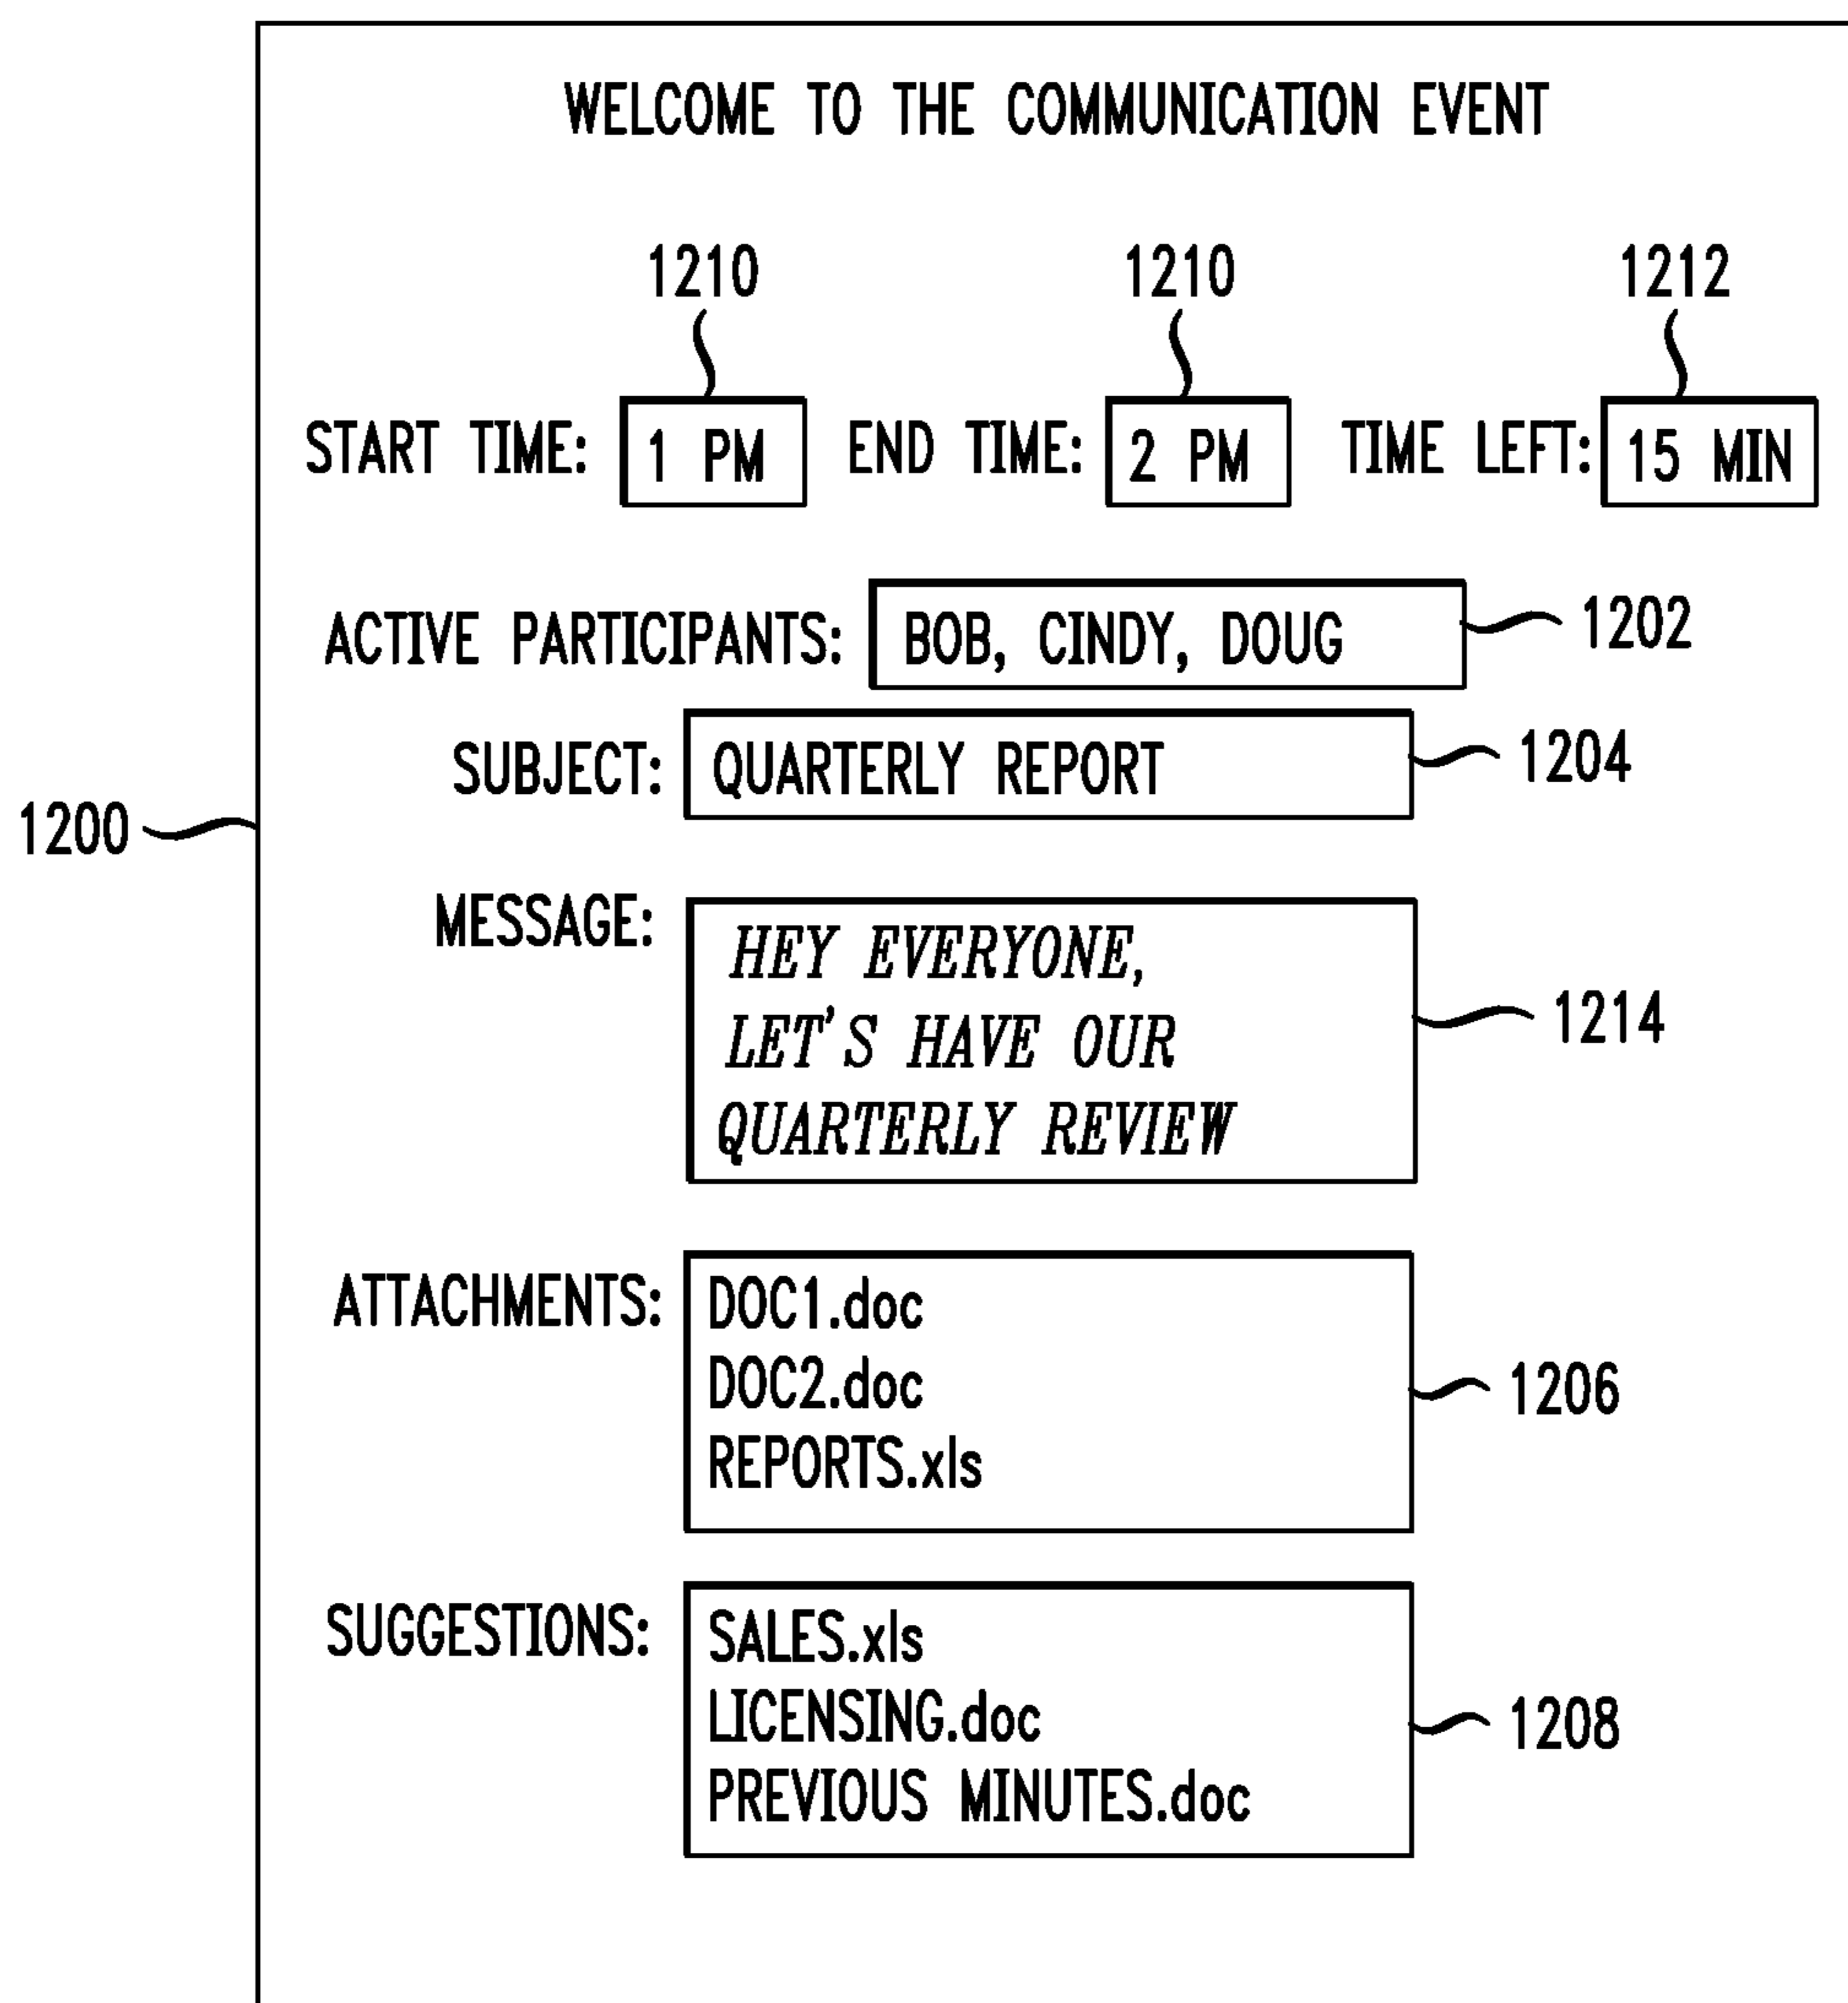 WELCOME TO THE COMMUNICATION EVENT
1210 1210 1212
START TIME: 1 PM END TIME: 2 PM TIME LEFT: 15 MIN
ACTIVE PARTICIPANTS: BOB, CINDY, DOUG 1202
SUBJECT: QUARTERLY REPORT 1204
1200
MESSAGE: HEY EVERYONE,
LET'S HAVE OUR 1214
QUARTERLY REVIEW
ATTACHMENTS: DOC1.doc
DOC2.doc 1206
REPORTS.xls
SUGGESTIONS: SALES.xls
LICENSING.doc 1208
PREVIOUS MINUTES.doc